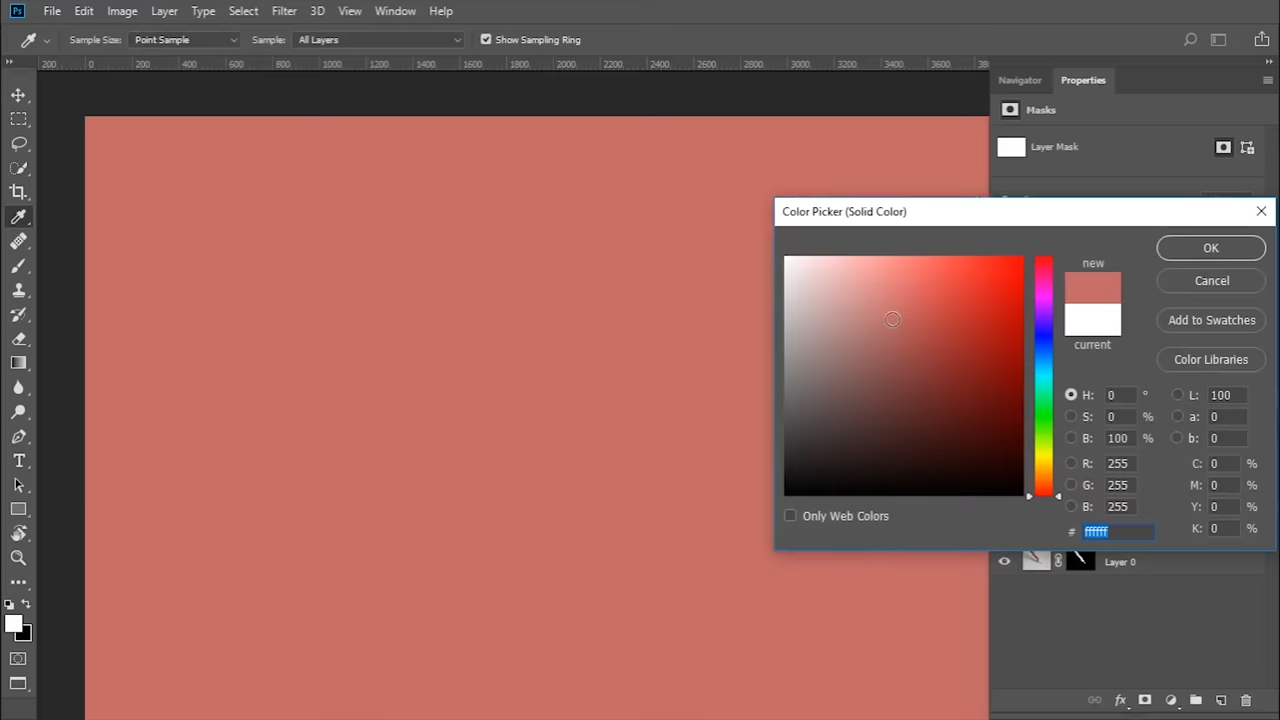 Ps File Edit Image Layer Type Select Filter 3D View Window Help
Sample Size: Point Sample Sample: All Layers Show Sampling Ring
200 0 200 400 600 800 1000 1200 1400 1600 1800 2000 2200 2400 2600 2800 3000 3200 3400 3600 38
Navigator Properties
Masks
Layer Mask
Color Picker (Solid Color)
OK
new
Cancel
Add to Swatches
current
Color Libraries
H: 0 ° L: 100
S: 0 % a: 0
B: 100 % b: 0
R: 255 C: 0 %
G: 255 M: 0 %
B: 255 Y: 0 %
Only Web Colors
# ffffff K: 0 %
Layer 0
T
fx